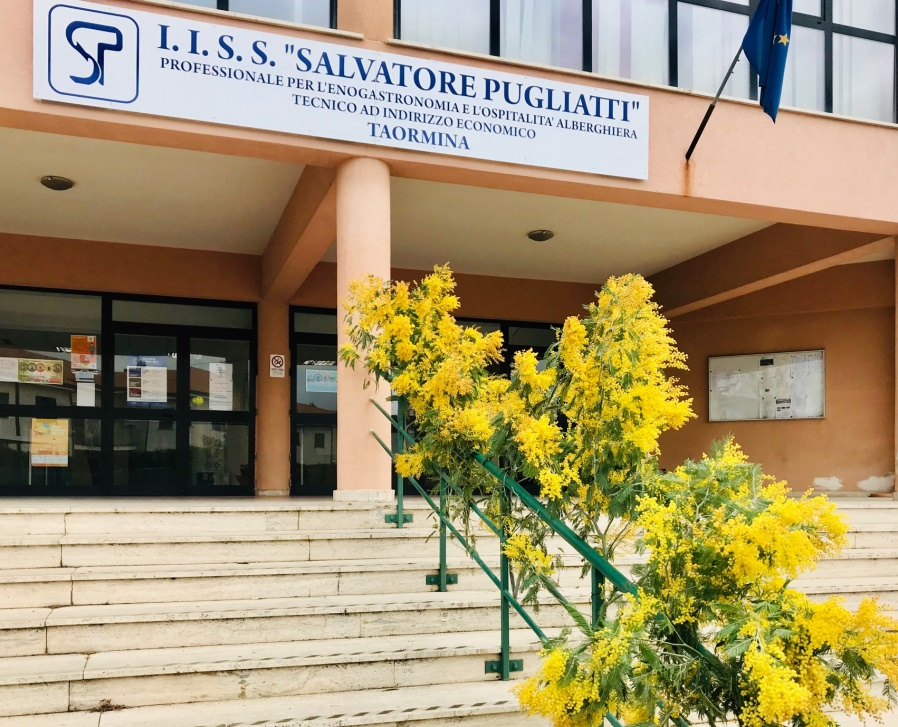 SP
I. I. S. S. "SALVATORE PUGLIATTI"
PROFESSIONALE PER L'ENOGASTRONOMIA E L'OSPITALITA' ALBERGHIERA
TECNICO AD INDIRIZZO ECONOMICO
TAORMINA